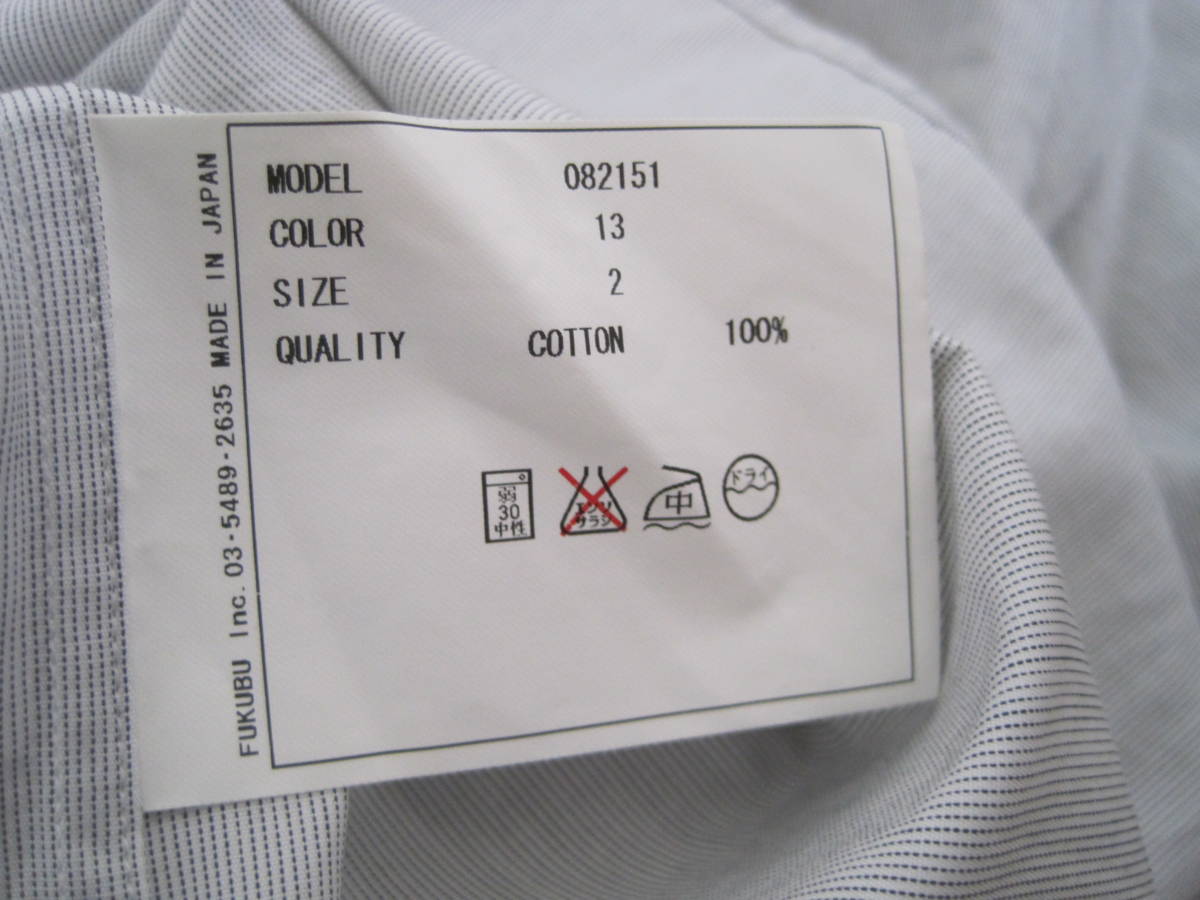 MODEL 082151
COLOR 13
SIZE 2
QUALITY COTTON 100%
弱
30
中性
エンソ
サラシ
中
ドライ
FUKUBU Inc. 03-5489-2635 MADE IN JAPAN